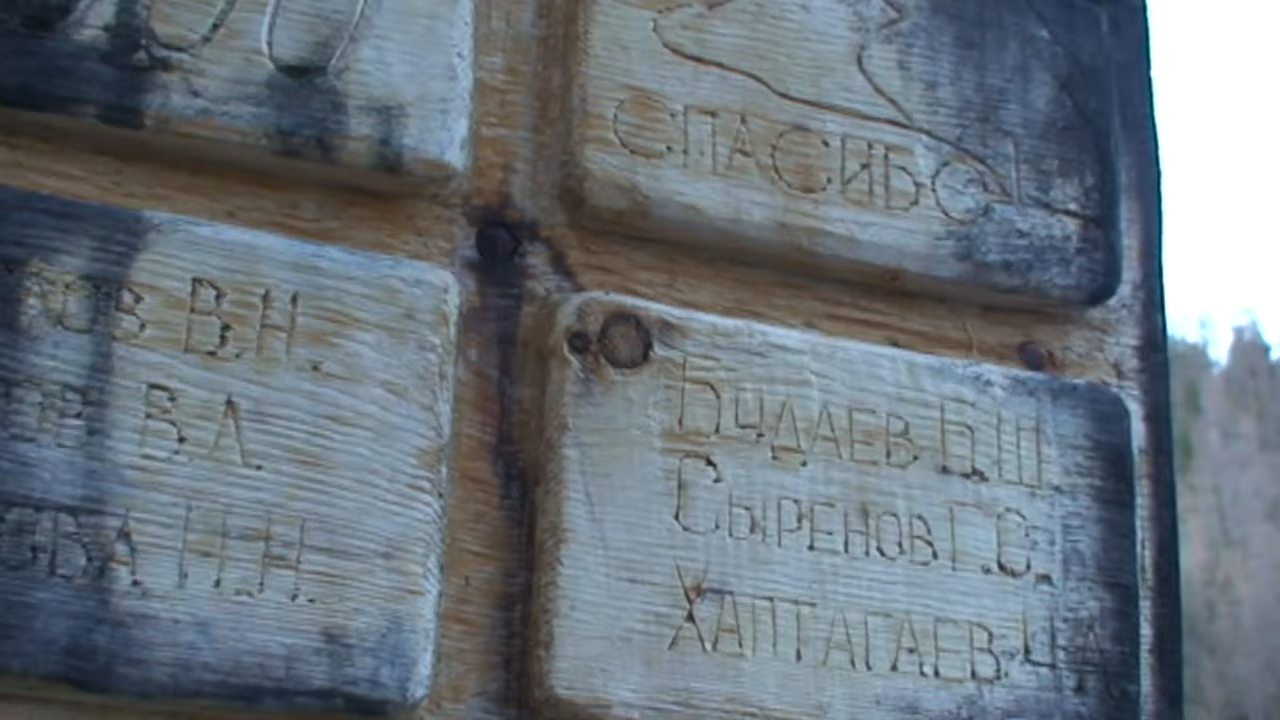 СПАСИБО!
В.Н.
В.А.
Н.Н.
БУДАЕВ Б.Ш
СЫРЕНОВ Г.С.
ХАПТАГАЕВ Ч.А